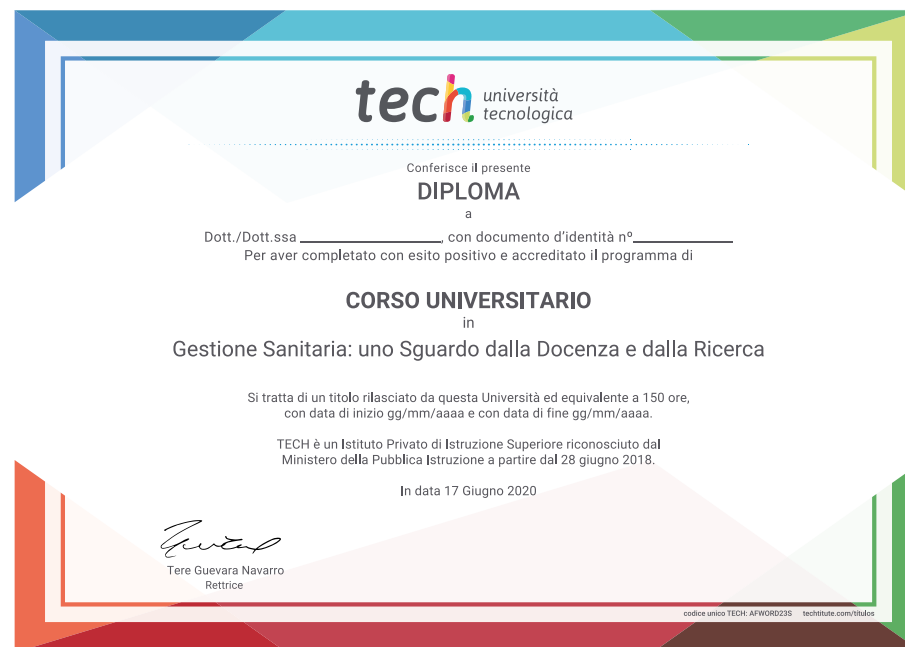 tech università
tecnologica
Conferisce il presente
DIPLOMA
a
Dott./Dott.ssa ____________________, con documento d'identità nº______________
Per aver completato con esito positivo e accreditato il programma di
CORSO UNIVERSITARIO
in
Gestione Sanitaria: uno Sguardo dalla Docenza e dalla Ricerca
Si tratta di un titolo rilasciato da questa Università ed equivalente a 150 ore,
con data di inizio gg/mm/aaaa e con data di fine gg/mm/aaaa.
TECH è un Istituto Privato di Istruzione Superiore riconosciuto dal
Ministero della Pubblica Istruzione a partire dal 28 giugno 2018.
In data 17 Giugno 2020
Tere Guevara Navarro
Rettrice
codice unico TECH: AFWORD23S techtitute.com/titulos